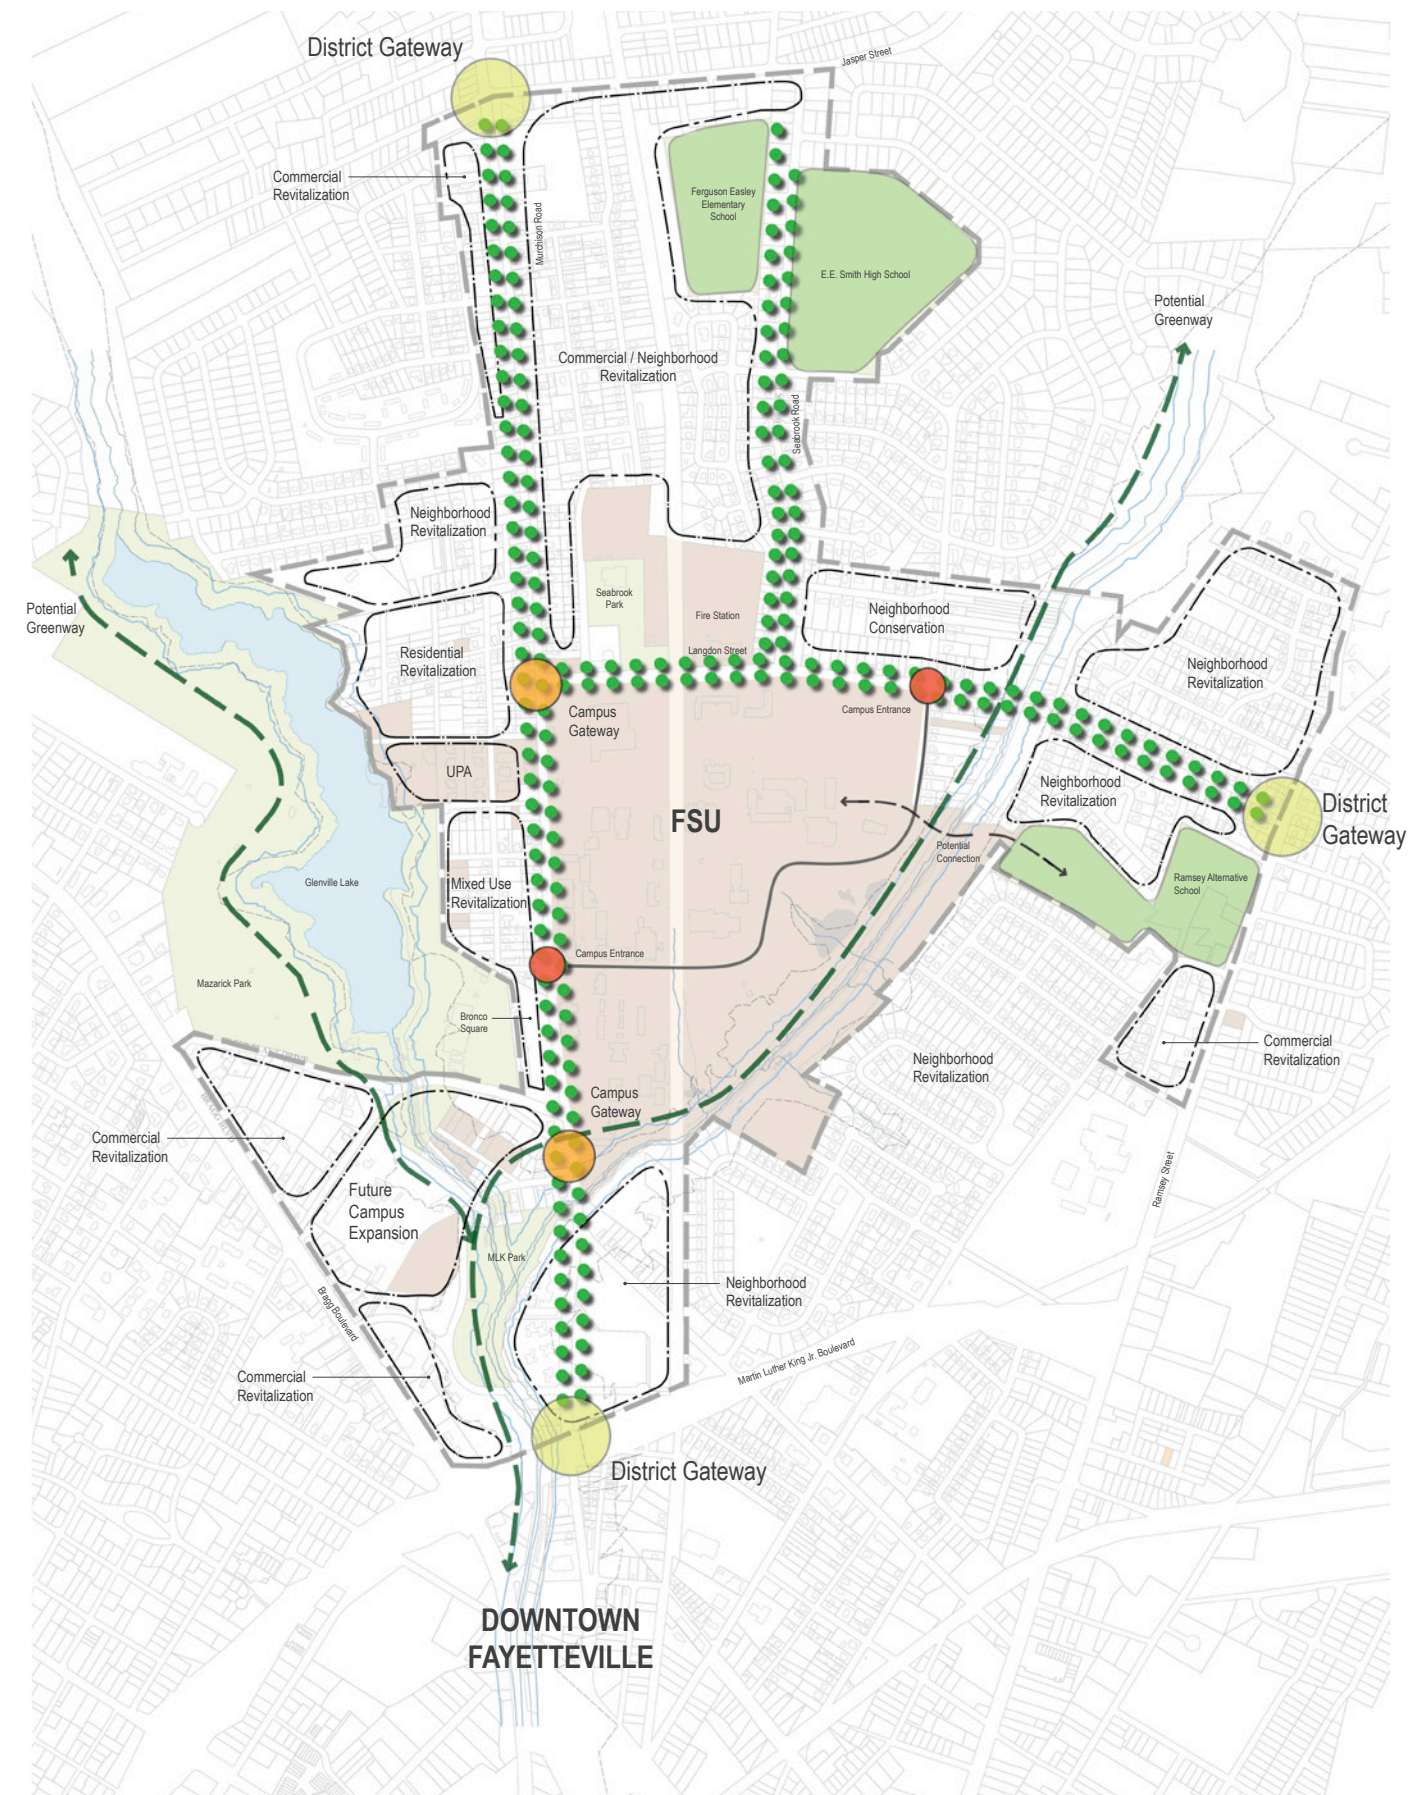 District Gateway
Jasper Street
Commercial
Revitalization
Murchison Road
Ferguson Easley
Elementary
School
E.E. Smith High School
Potential
Greenway
Commercial / Neighborhood
Revitalization
Seabrook Road
Neighborhood
Revitalization
Seabrook
Park
Fire Station
Langdon Street
Neighborhood
Conservation
Potential
Greenway
Residential
Revitalization
Neighborhood
Revitalization
Campus
Gateway
Campus Entrance
UPA
Neighborhood
Revitalization
District
Gateway
FSU
Potential
Connection
Glenville Lake
Mixed Use
Revitalization
Ramsey Alternative
School
Campus Entrance
Mazarick Park
Bronco
Square
Neighborhood
Revitalization
Commercial
Revitalization
Campus
Gateway
Commercial
Revitalization
Future
Campus
Expansion
Ramsey Street
MLK Park
Neighborhood
Revitalization
Bragg Boulevard
Martin Luther King Jr. Boulevard
Commercial
Revitalization
District Gateway
DOWNTOWN
FAYETTEVILLE